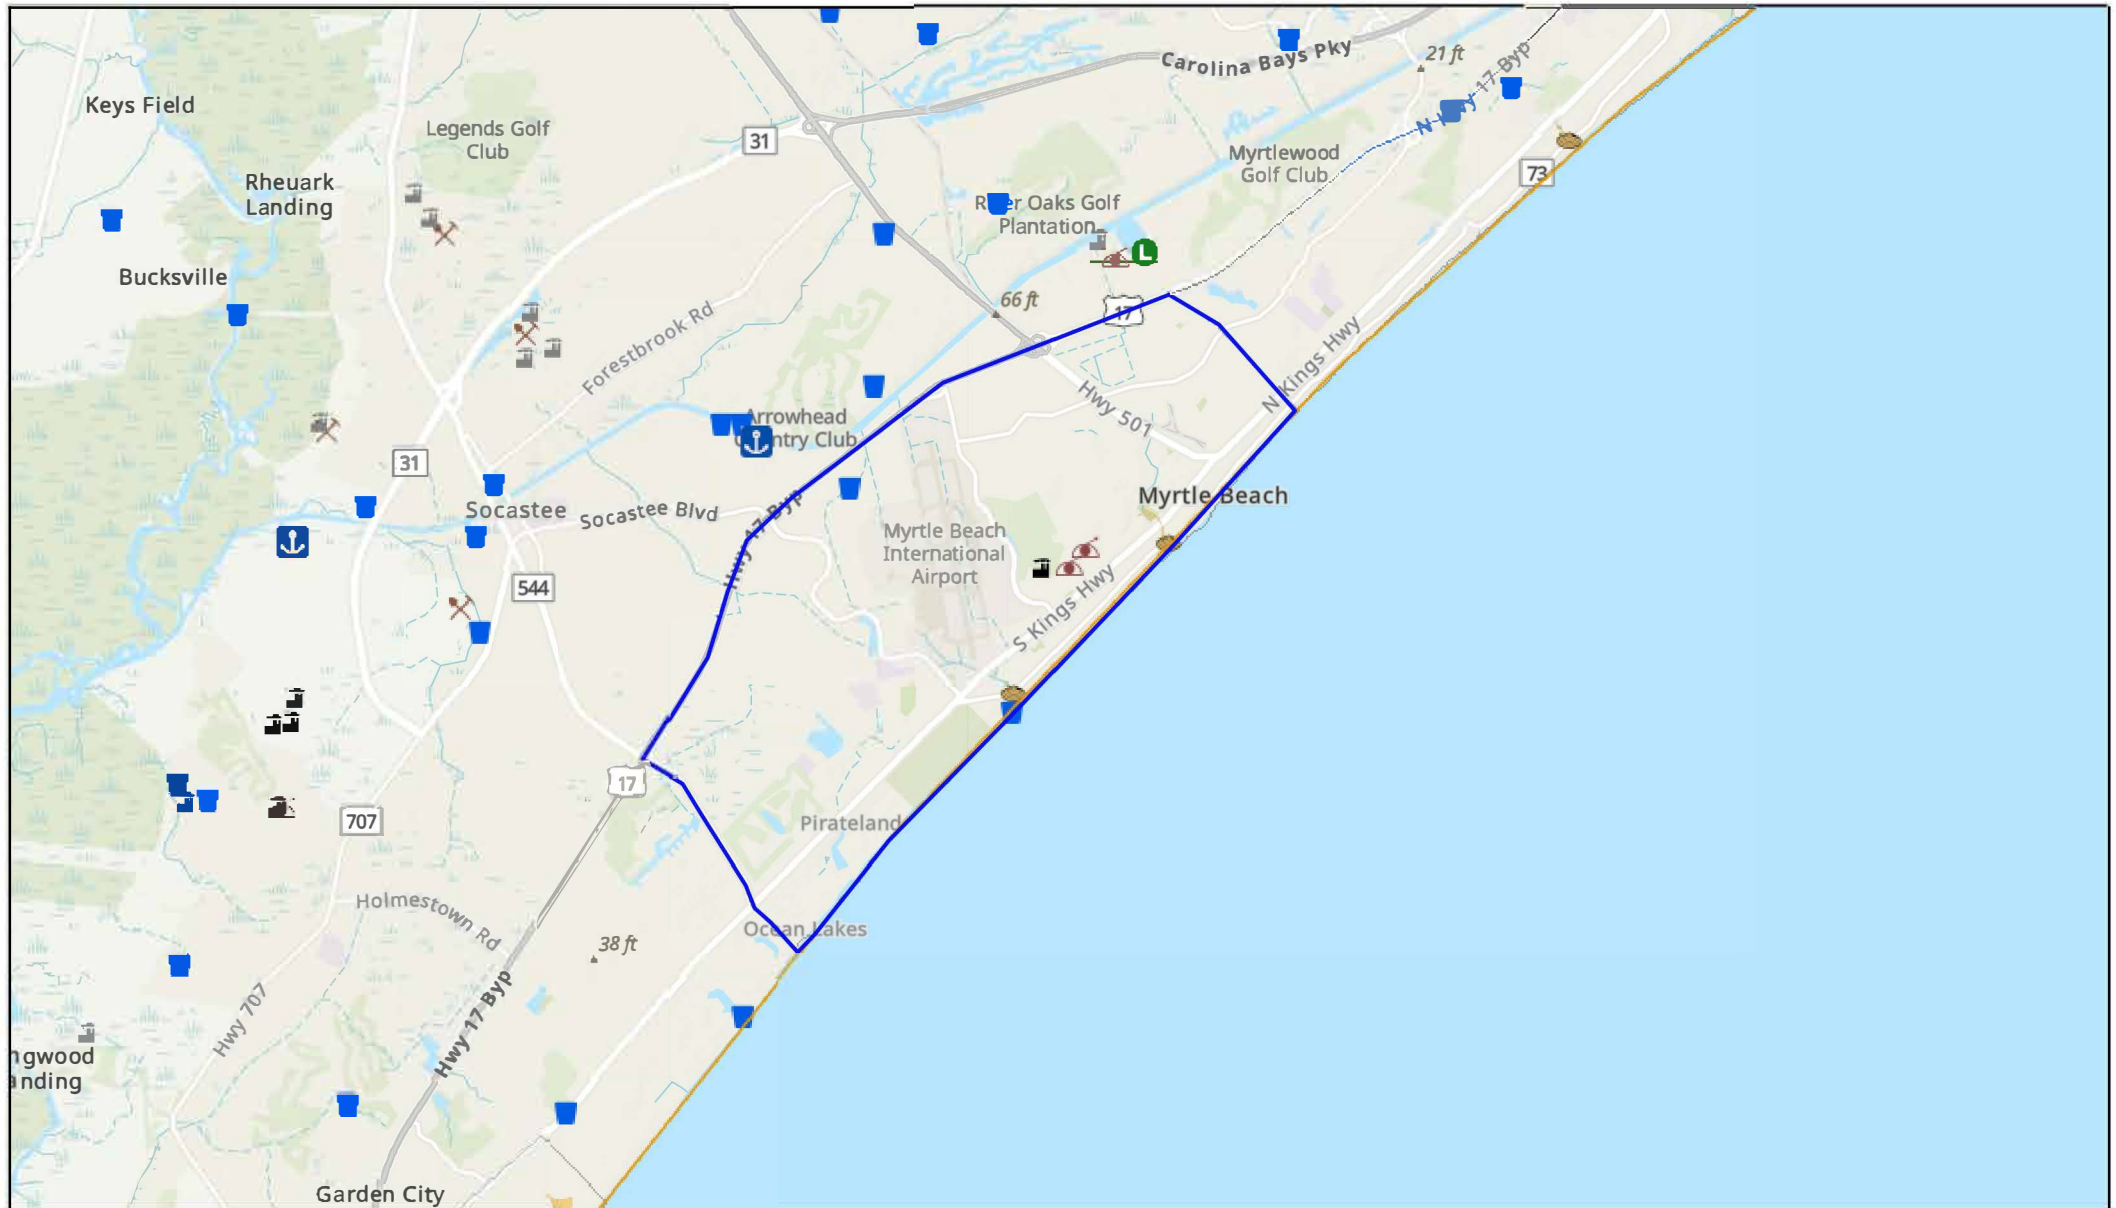 Carolina Bays Pky
21 ft
N Hwy 17 Byp
Keys Field
Legends Golf
Club
31
Myrtlewood
Golf Club
73
Rheuark
Landing
Oaks Golf
Plantation
L
Bucksville
66 ft
17
Forestbrook Rd
N Kings Hwy
Hwy 501
Arrowhead
Club
31
Socastee
Socastee Blvd
Hwy 17 Byp
Myrtle Beach
Myrtle Beach
International
Airport
544
S Kings Hwy
17
707
Pirateland
Holmestown Rd
Ocean Lakes
38 ft
Hwy 707
Hwy 17 Byp
ngwood
anding
Garden City